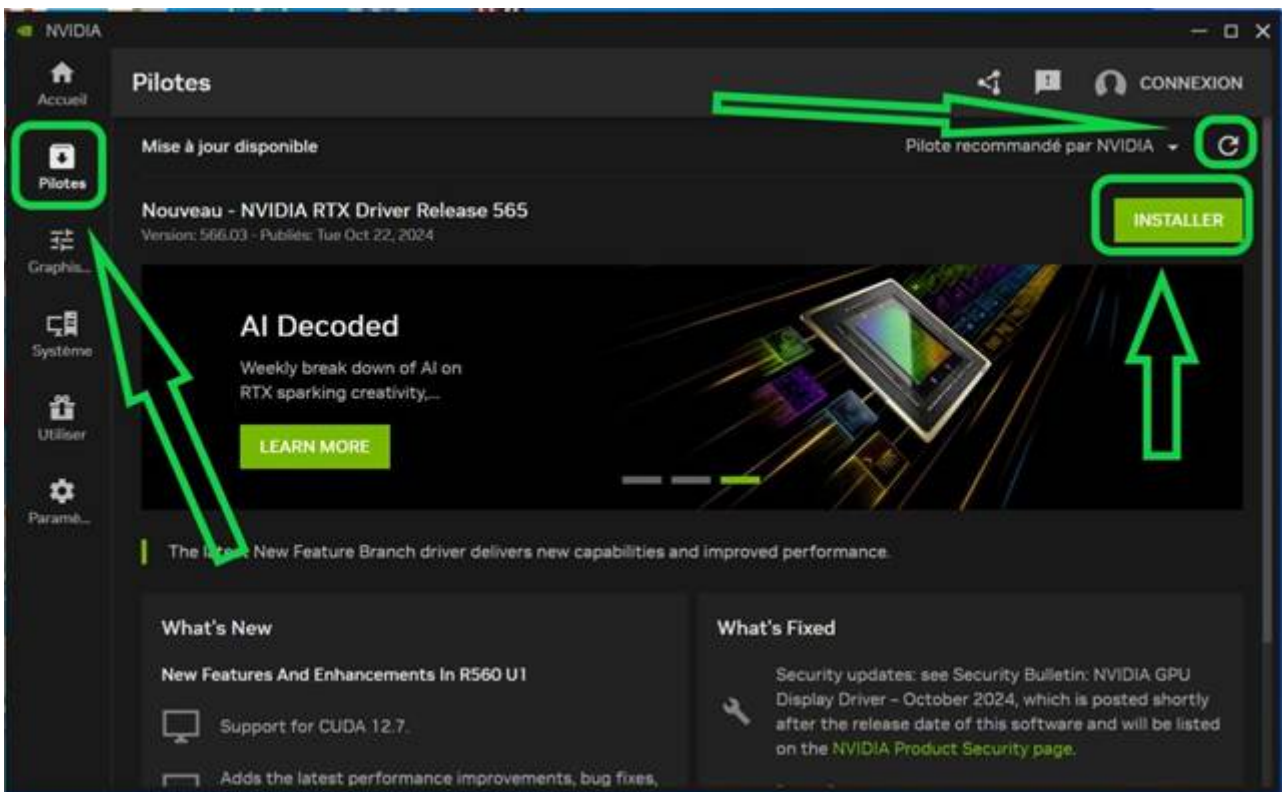 NVIDIA
Accueil
Pilotes
CONNEXION
Pilotes
Mise à jour disponible
Pilote recommandé par NVIDIA
Nouveau - NVIDIA RTX Driver Release 565
Version: 566.03 - Publiés: Tue Oct 22, 2024
INSTALLER
Graphis...
Système
Utiliser
Paramè...
AI Decoded
Weekly break down of AI on
RTX sparking creativity,...
LEARN MORE
The latest New Feature Branch driver delivers new capabilities and improved performance.
What's New
New Features And Enhancements In R560 U1
Support for CUDA 12.7.
Adds the latest performance improvements, bug fixes,
What's Fixed
Security updates: see Security Bulletin: NVIDIA GPU
Display Driver – October 2024, which is posted shortly
after the release date of this software and will be listed
on the NVIDIA Product Security page.